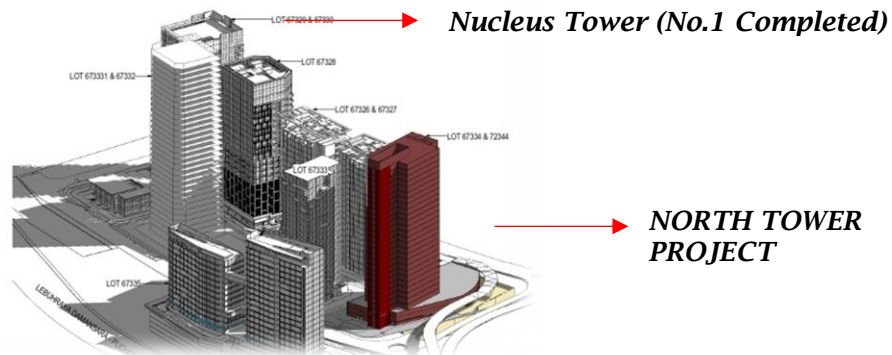 LOT 67329 & 67330
Nucleus Tower (No.1 Completed)
LOT 67328
LOT 673331 & 67332
LOT 67326 & 67327
LOT 67334 & 72344
LOT 67333
NORTH TOWER
PROJECT
LOT 67335
LEBUHRAYA DAMANSARA